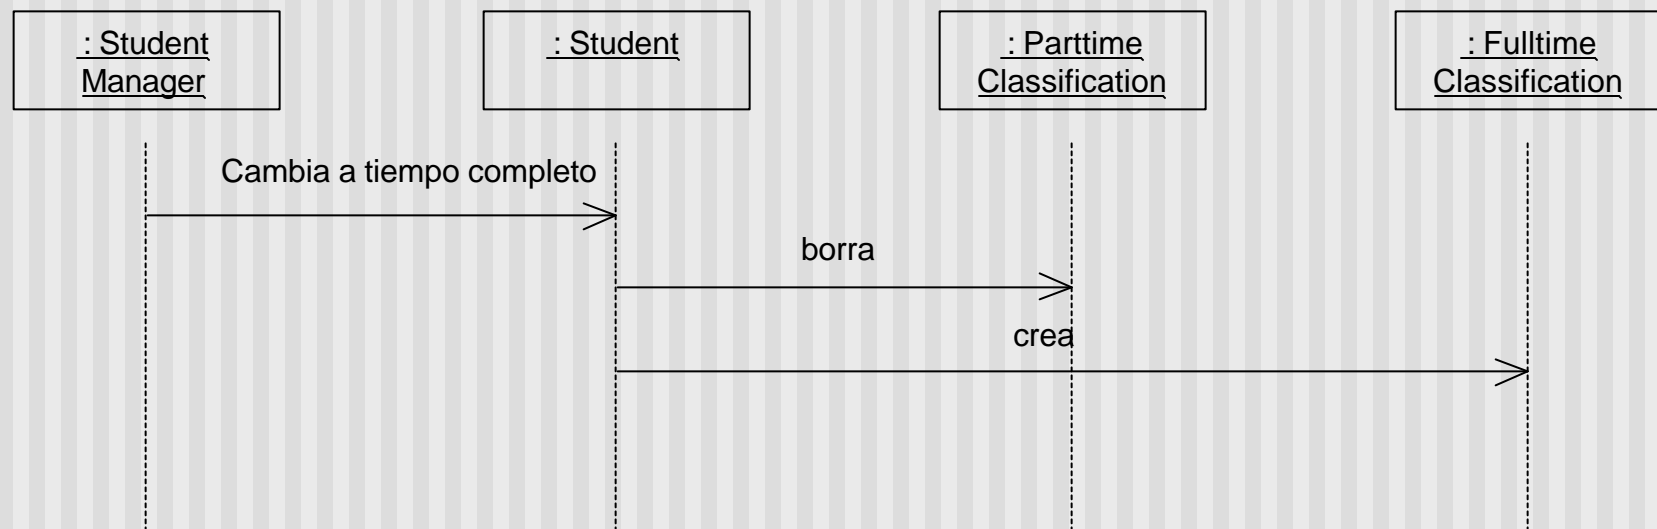 : Student
Manager
: Student
: Parttime
Classification
: Fulltime
Classification
Cambia a tiempo completo
borra
crea